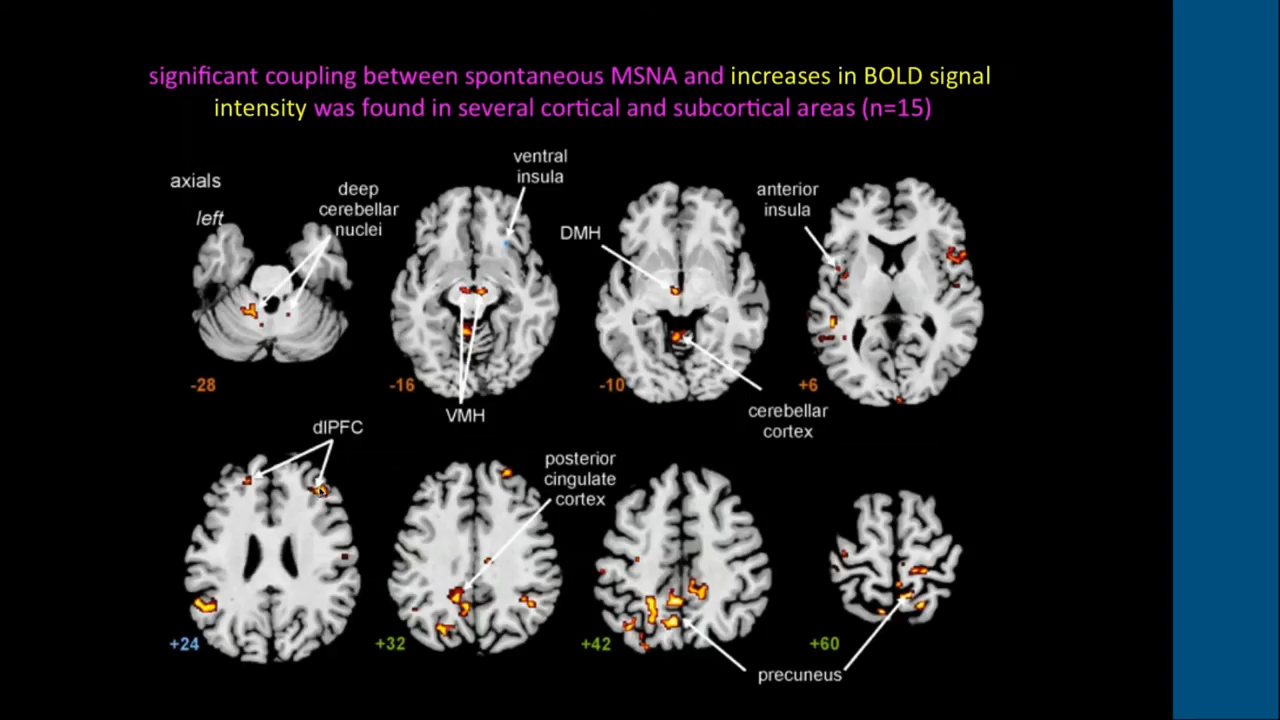 significant coupling between spontaneous MSNA and increases in BOLD signal
intensity was found in several cortical and subcortical areas (n=15)
axials
left
deep
cerebellar
nuclei
ventral
insula
DMH
anterior
insula
-28
-16
-10
+6
VMH
cerebellar
cortex
dlPFC
posterior
cingulate
cortex
+24
+32
+42
+60
precuneus